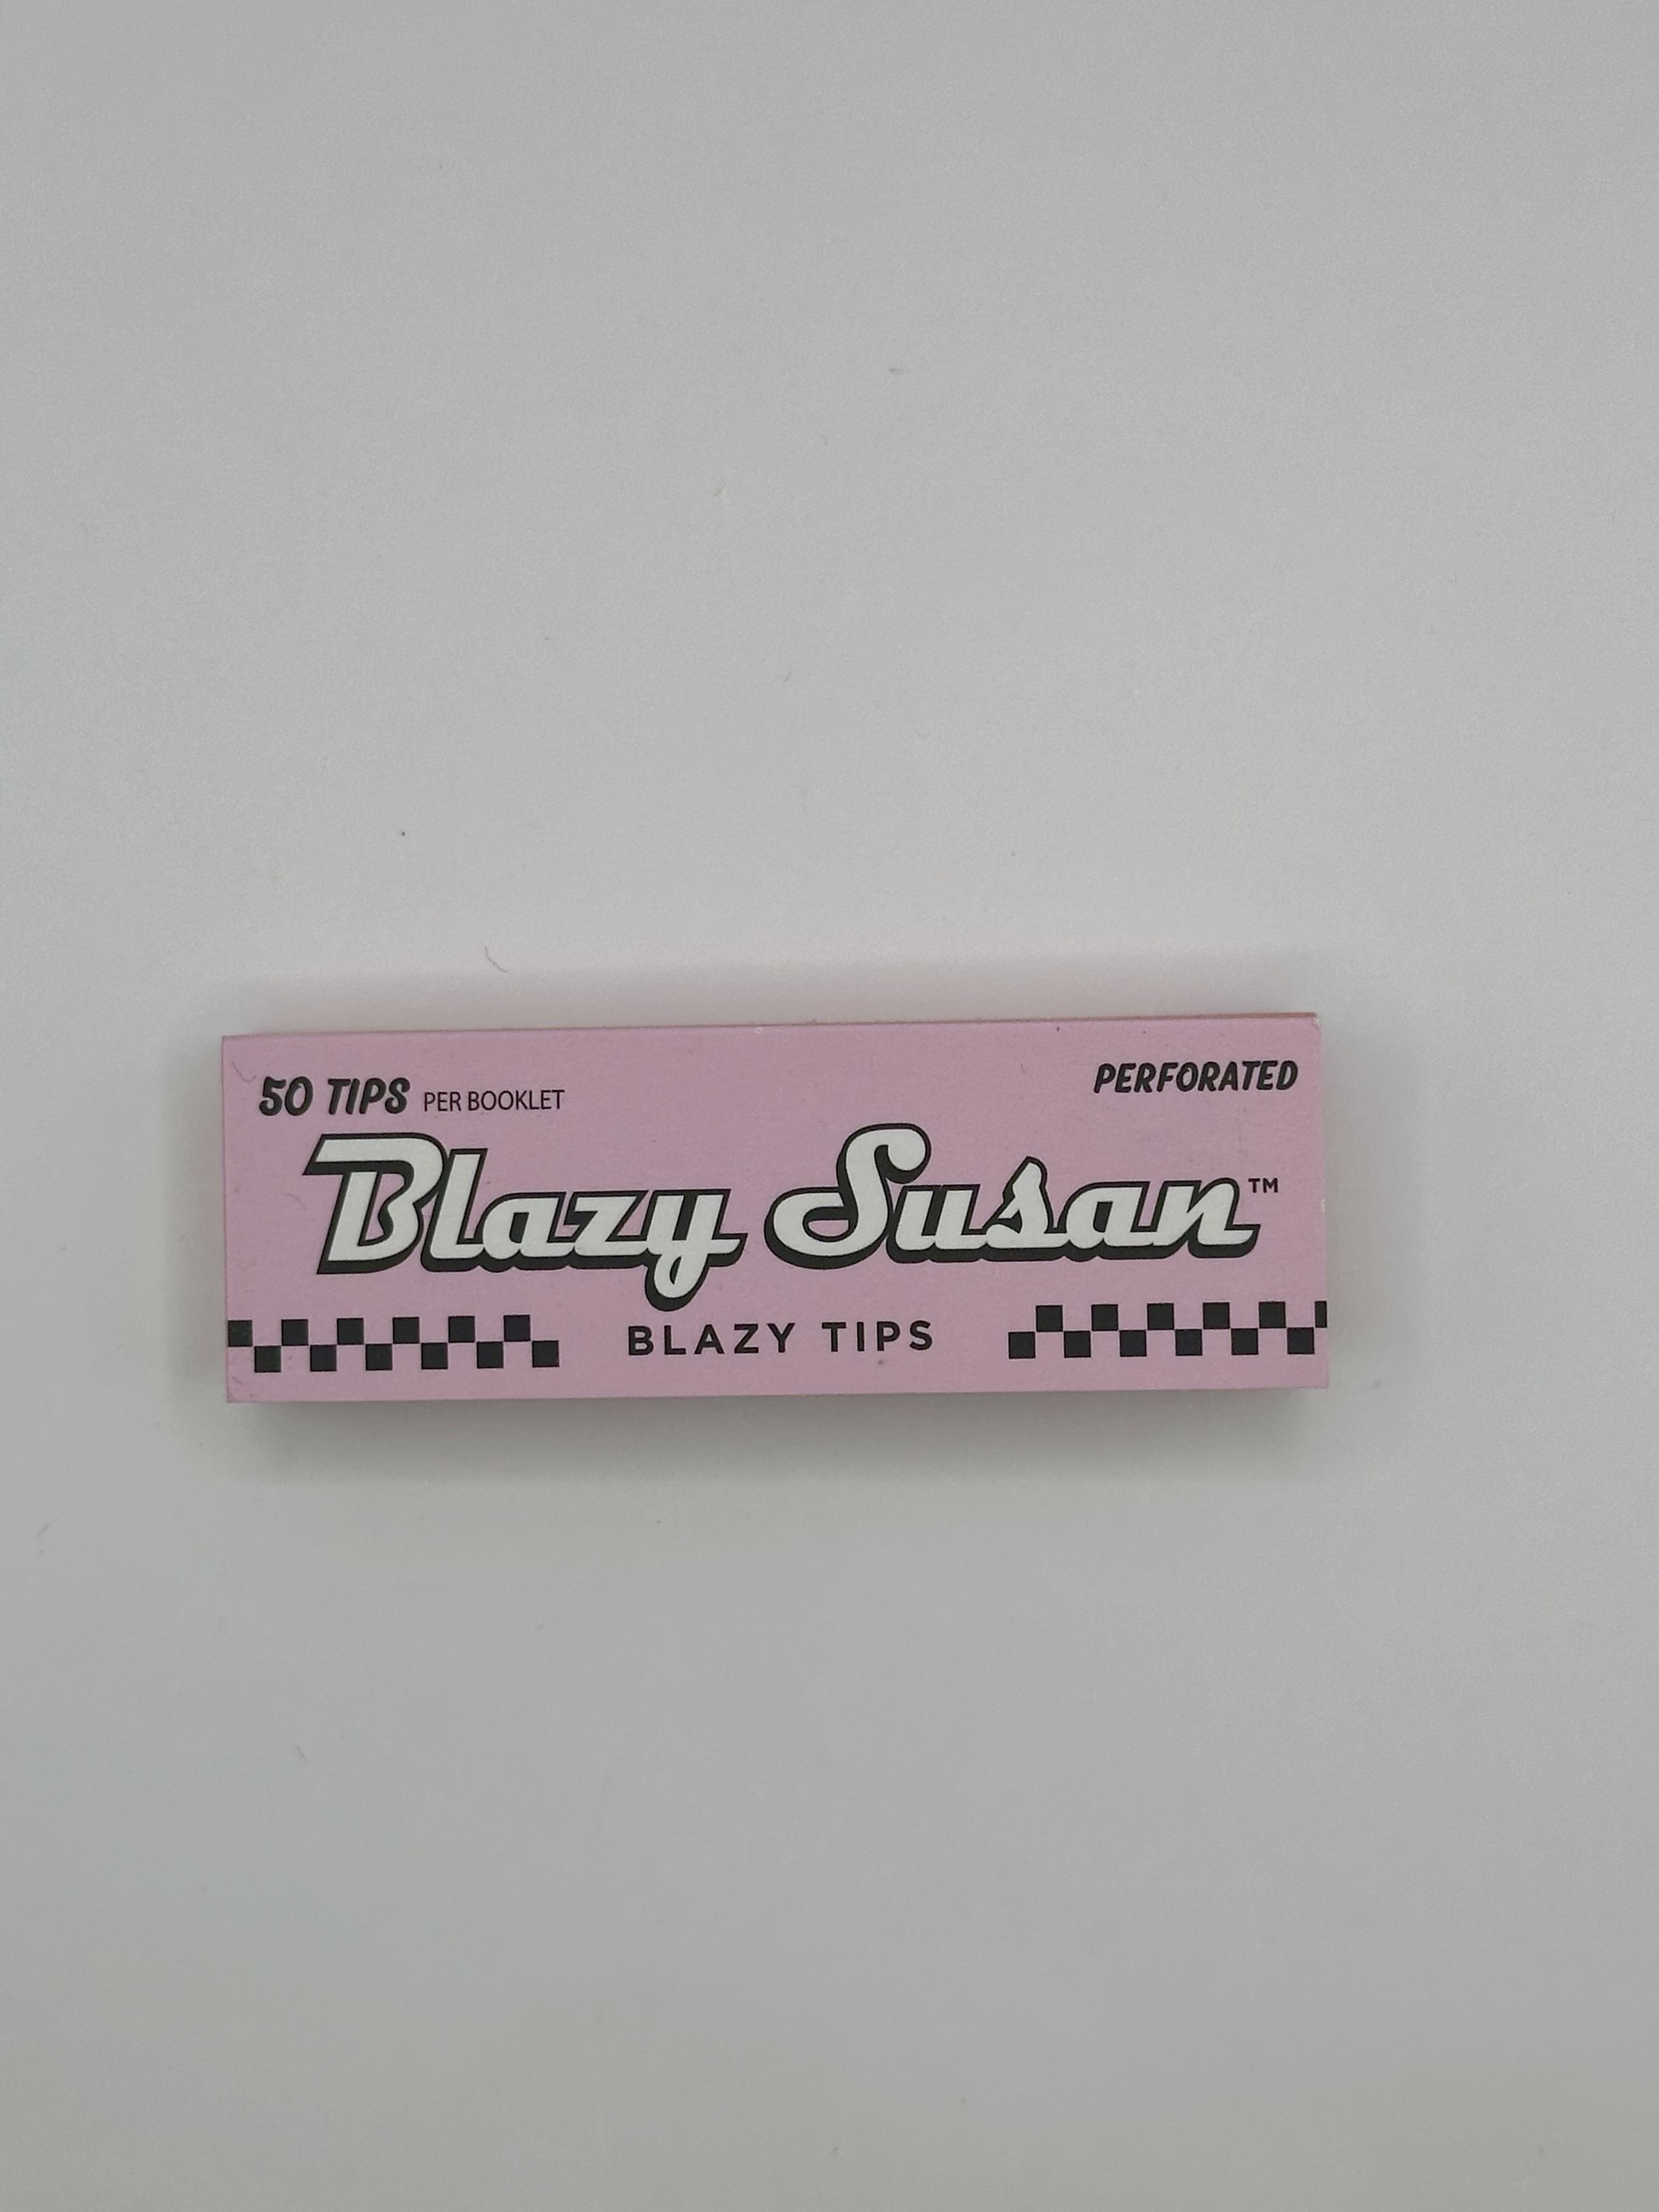 50 TIPS PER BOOKLET
PERFORATED
Blazy Susan™
BLAZY TIPS